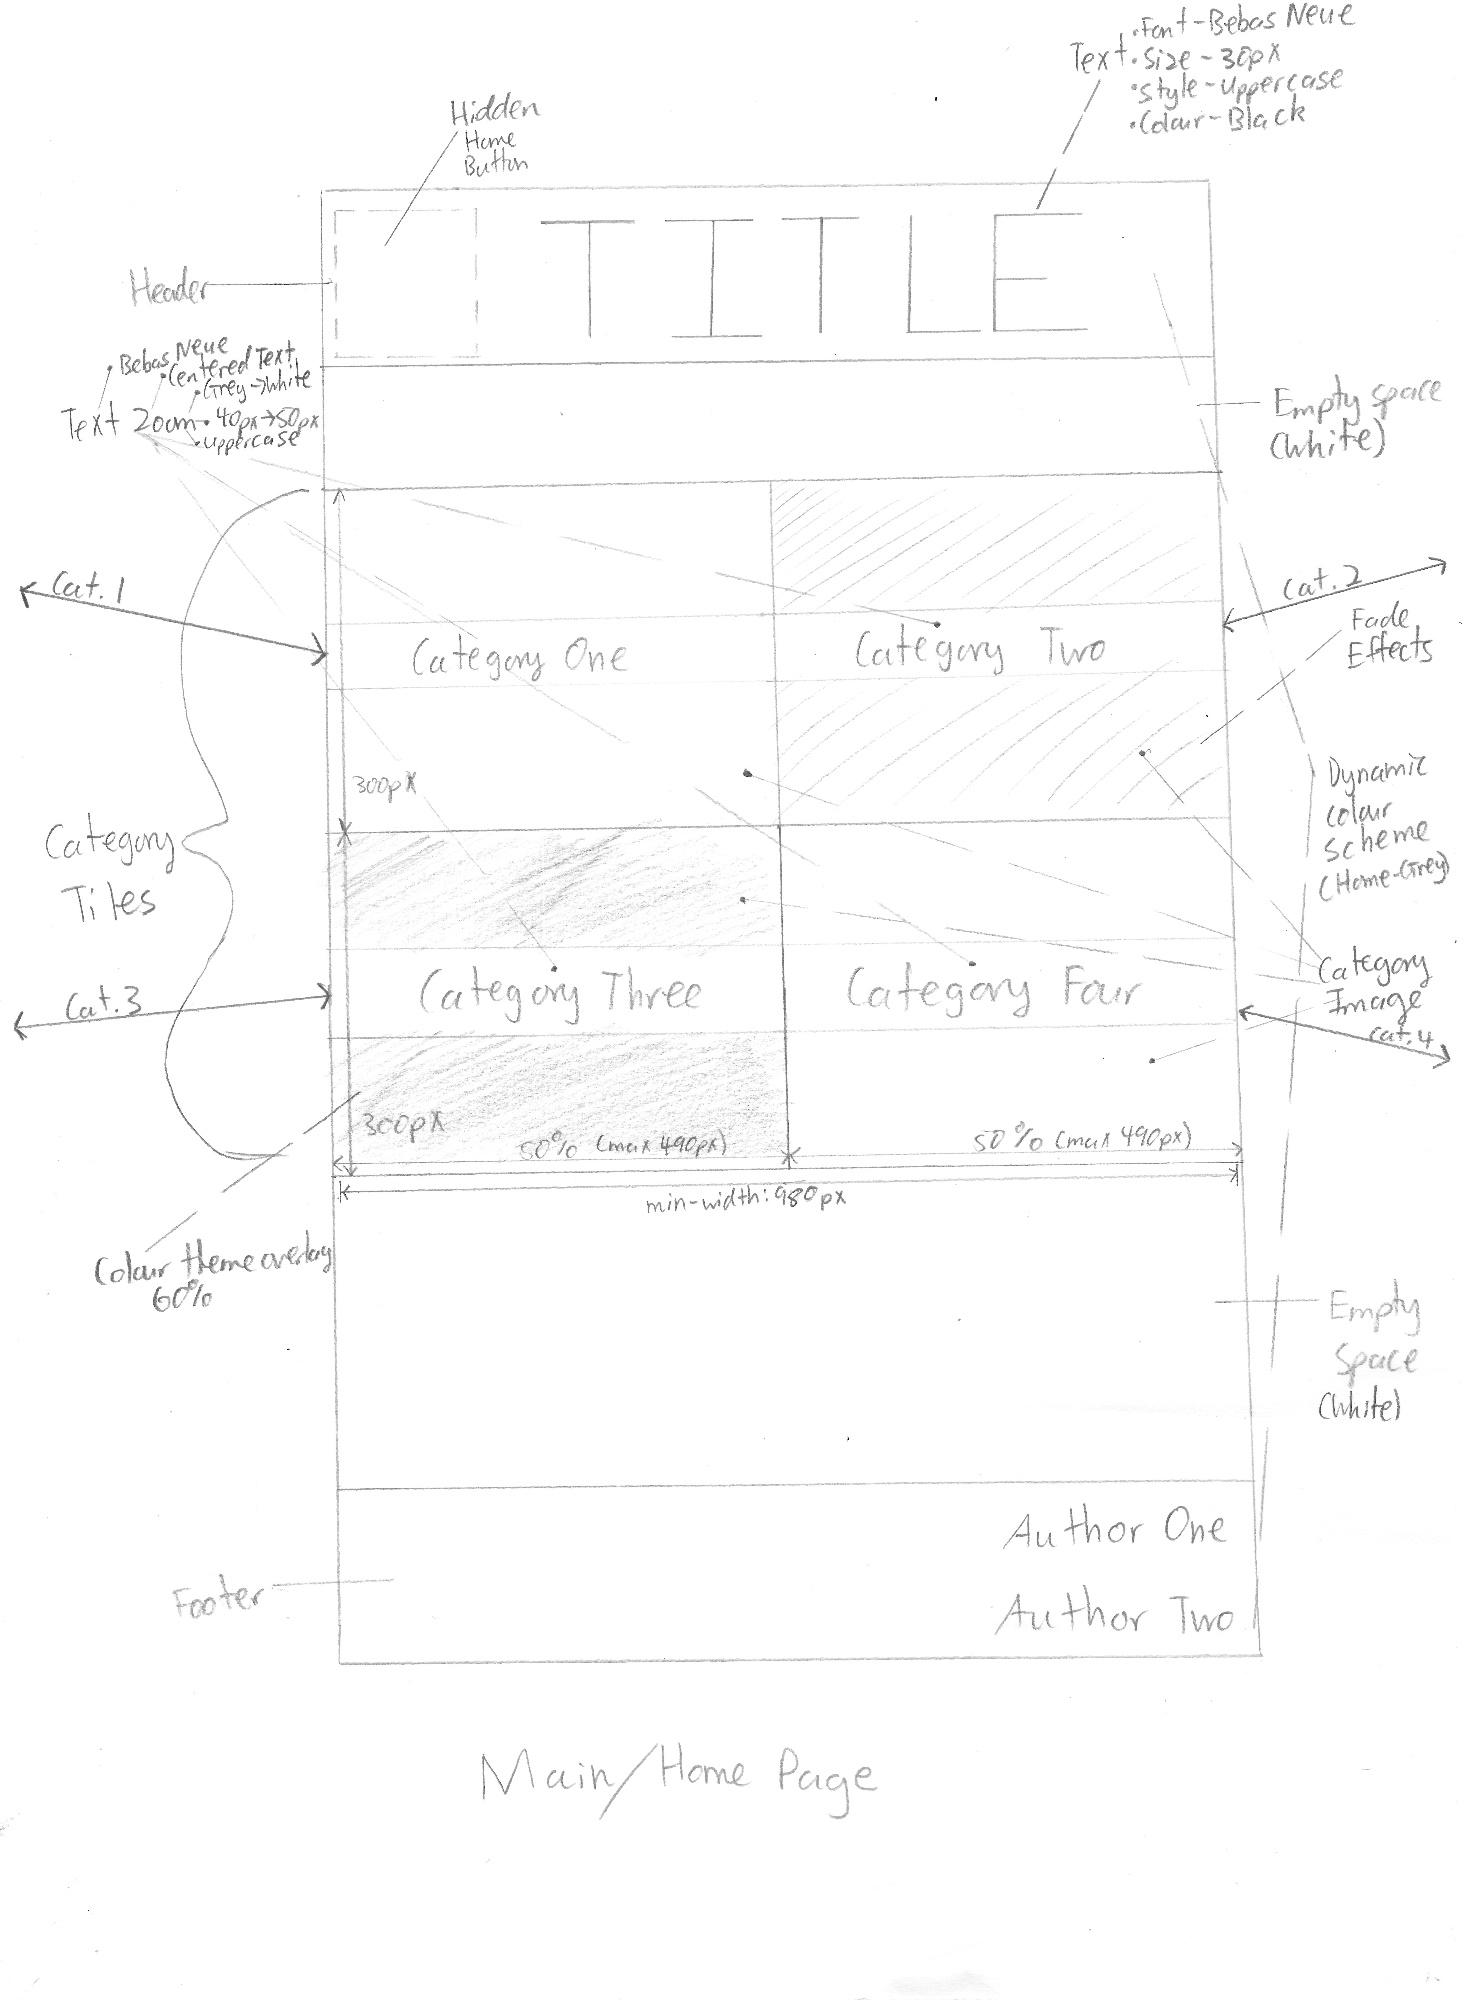 Font-Bebas Neue
Text
Size - 30px
Style-Uppercase
Colour-Black
Hidden
Home
Button
TITLE
Header
Bebas Neue
Centered Text
Grey→White
Text Zoom
40px→50px
Uppercase
Empty space
(White)
Cat. 1
Cat. 2
Fade
Effects
Category One
Category Two
300px
Dynamic
colour
scheme
(Home-Grey)
Category
Tiles
Category
Image
Cat. 3
Category Three
Category Four
Cat. 4
300px
50% (max 490px)
50% (max 490px)
min-width: 980px
Colour theme overlay
60%
Empty
Space
(White)
Author One
Footer
Author Two
Main/Home Page